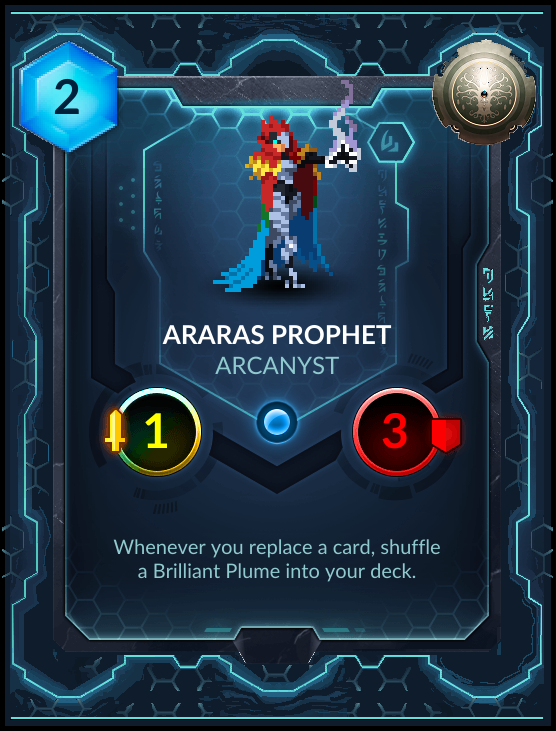 2
ARARAS PROPHET
ARCANYST
1
3
Whenever you replace a card, shuffle
a Brilliant Plume into your deck.